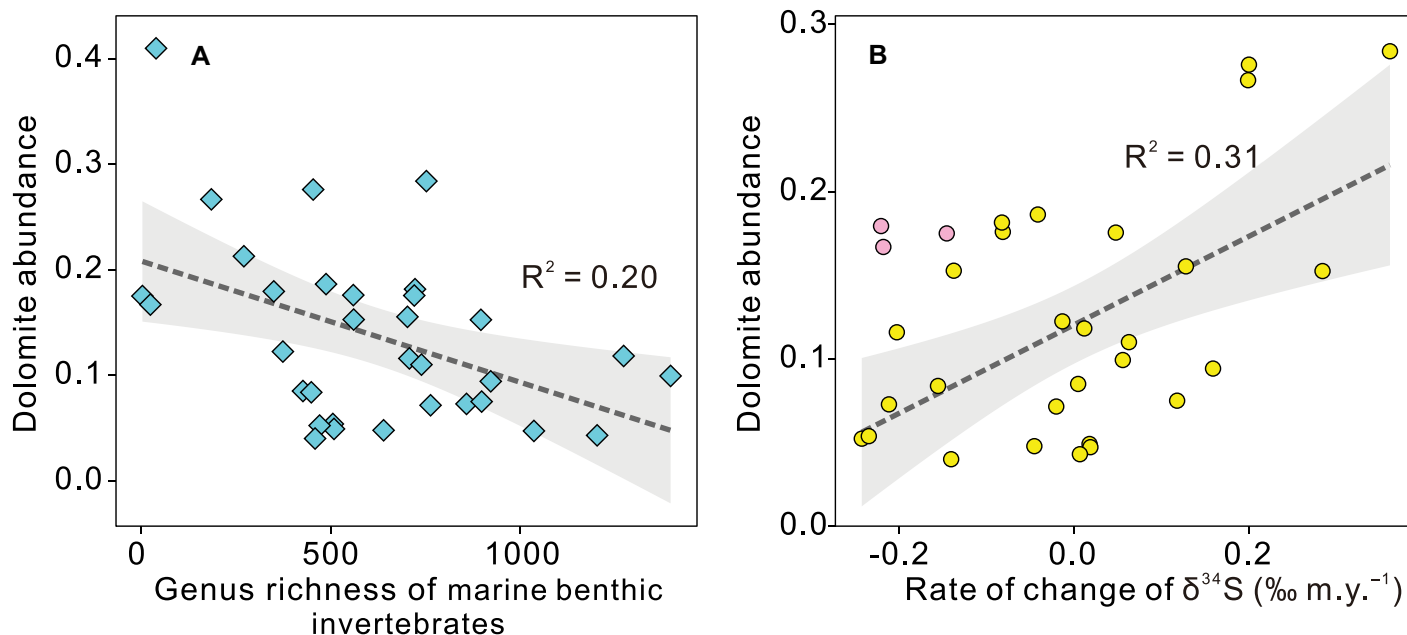 A
Dolomite abundance
0.4
0.3
0.2
0.1
0.0
R² = 0.20
0
500
1000
Genus richness of marine benthic
invertebrates
B
Dolomite abundance
0.3
0.2
0.1
0.0
R² = 0.31
-0.2
0.0
0.2
Rate of change of δ³⁴S (‰ m.y.⁻¹)